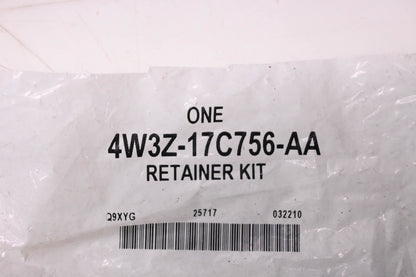 ONE
4W3Z-17C756-AA
RETAINER KIT
Q9XYG 25717 032210